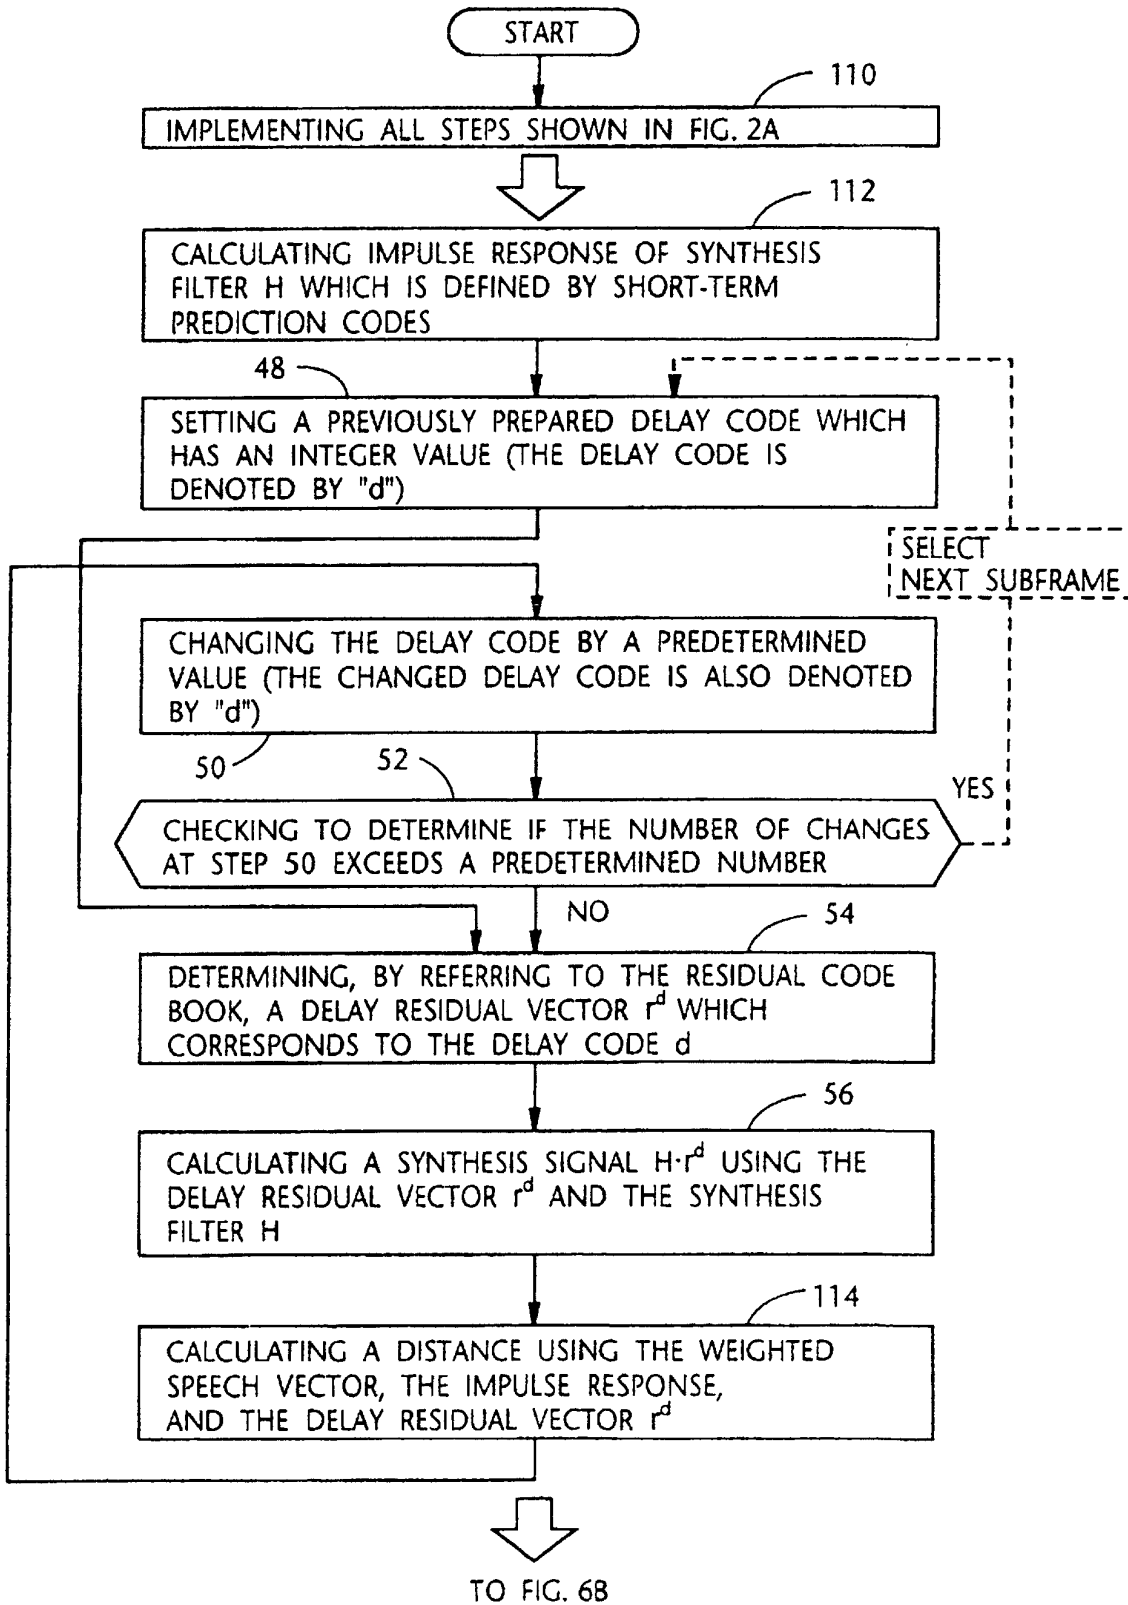 START
110
IMPLEMENTING ALL STEPS SHOWN IN FIG. 2A
112
CALCULATING IMPULSE RESPONSE OF SYNTHESIS
FILTER H WHICH IS DEFINED BY SHORT-TERM
PREDICTION CODES
48
SETTING A PREVIOUSLY PREPARED DELAY CODE WHICH
HAS AN INTEGER VALUE (THE DELAY CODE IS
DENOTED BY "d")
SELECT
NEXT SUBFRAME
CHANGING THE DELAY CODE BY A PREDETERMINED
VALUE (THE CHANGED DELAY CODE IS ALSO DENOTED
BY "d")
50
52
YES
CHECKING TO DETERMINE IF THE NUMBER OF CHANGES
AT STEP 50 EXCEEDS A PREDETERMINED NUMBER
NO
54
DETERMINING, BY REFERRING TO THE RESIDUAL CODE
BOOK, A DELAY RESIDUAL VECTOR r^d WHICH
CORRESPONDS TO THE DELAY CODE d
56
CALCULATING A SYNTHESIS SIGNAL H·r^d USING THE
DELAY RESIDUAL VECTOR r^d AND THE SYNTHESIS
FILTER H
114
CALCULATING A DISTANCE USING THE WEIGHTED
SPEECH VECTOR, THE IMPULSE RESPONSE,
AND THE DELAY RESIDUAL VECTOR r^d
TO FIG. 6B